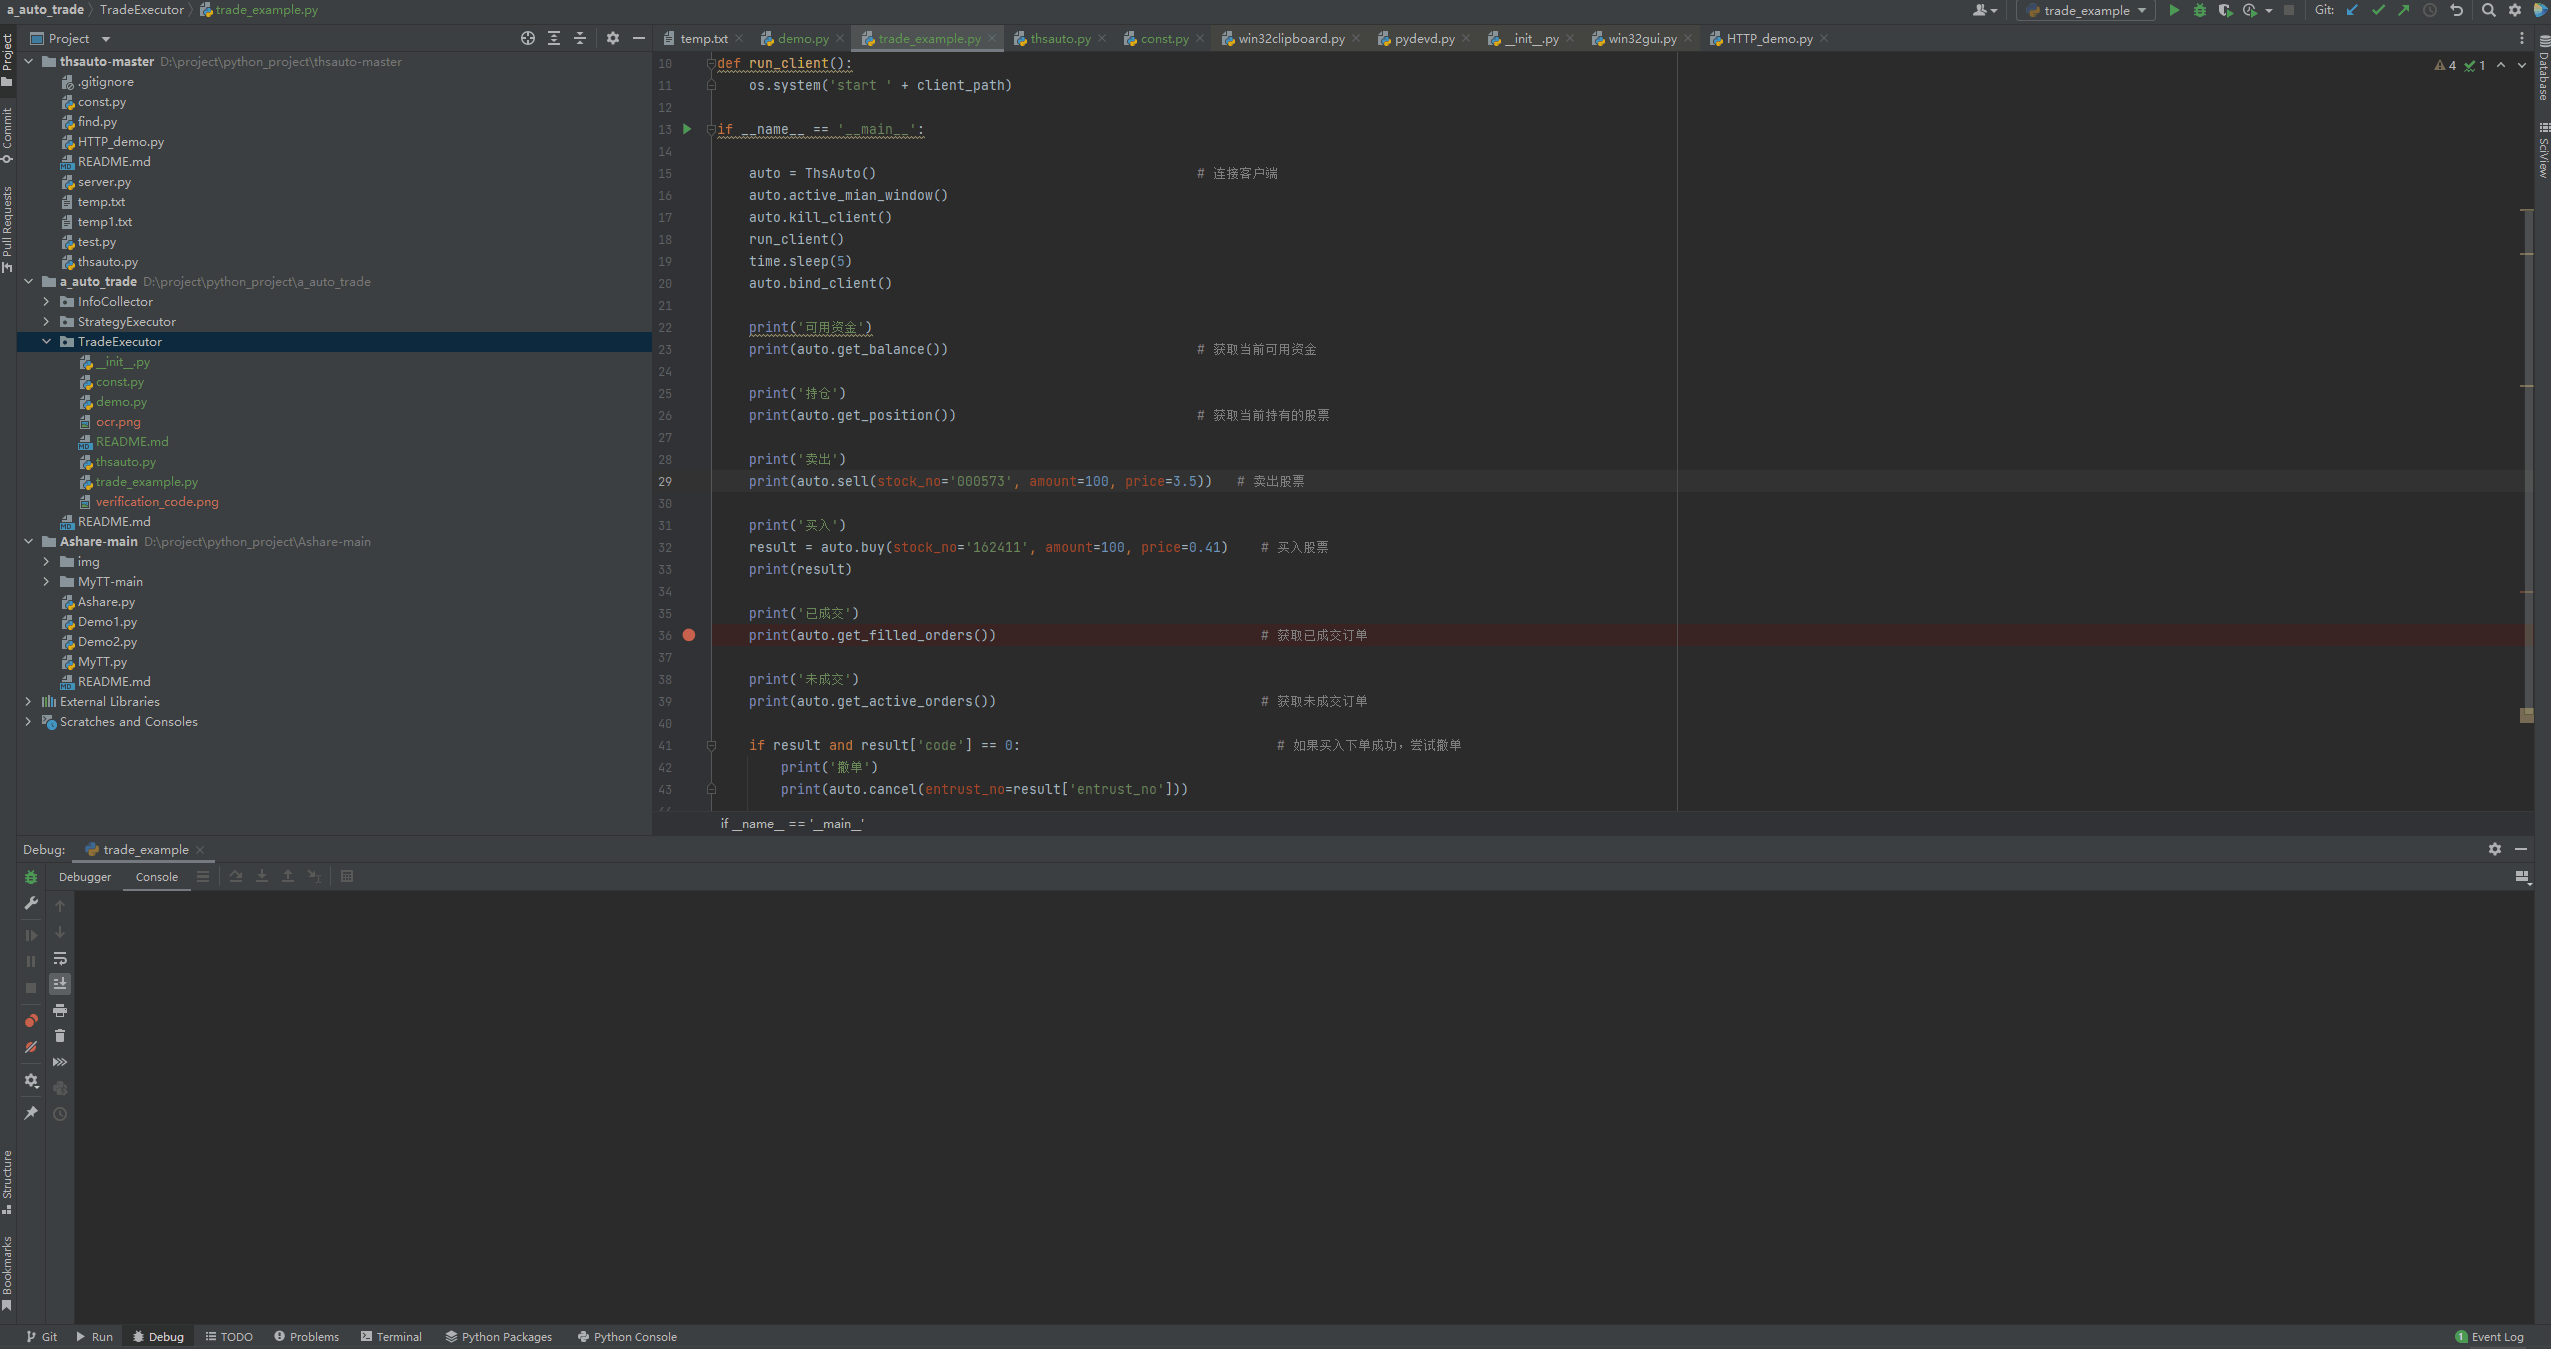 a_auto_trade TradeExecutor trade_example.py
trade_example Git:
Project
temp.txt demo.py trade_example.py thsauto.py const.py win32clipboard.py pydevd.py __init__.py win32gui.py HTTP_demo.py
Project
Commit
Pull Requests
Structure
Bookmarks
Database
SciView
thsauto-master D:\project\python_project\thsauto-master
.gitignore
const.py
find.py
HTTP_demo.py
README.md
server.py
temp.txt
temp1.txt
test.py
thsauto.py
a_auto_trade D:\project\python_project\a_auto_trade
InfoCollector
StrategyExecutor
TradeExecutor
__init__.py
const.py
demo.py
ocr.png
README.md
thsauto.py
trade_example.py
verification_code.png
README.md
Ashare-main D:\project\python_project\Ashare-main
img
MyTT-main
Ashare.py
Demo1.py
Demo2.py
MyTT.py
README.md
External Libraries
Scratches and Consoles
4 1
10 def run_client():
11 os.system('start ' + client_path)
12
13 if __name__ == '__main__':
14
15 auto = ThsAuto() # 连接客户端
16 auto.active_mian_window()
17 auto.kill_client()
18 run_client()
19 time.sleep(5)
20 auto.bind_client()
21
22 print('可用资金')
23 print(auto.get_balance()) # 获取当前可用资金
24
25 print('持仓')
26 print(auto.get_position()) # 获取当前持有的股票
27
28 print('卖出')
29 print(auto.sell(stock_no='000573', amount=100, price=3.5)) # 卖出股票
30
31 print('买入')
32 result = auto.buy(stock_no='162411', amount=100, price=0.41) # 买入股票
33 print(result)
34
35 print('已成交')
36 print(auto.get_filled_orders()) # 获取已成交订单
37
38 print('未成交')
39 print(auto.get_active_orders()) # 获取未成交订单
40
41 if result and result['code'] == 0: # 如果买入下单成功，尝试撤单
42 print('撤单')
43 print(auto.cancel(entrust_no=result['entrust_no']))
if __name__ == '__main__'
Debug: trade_example
Debugger Console
Git Run Debug TODO Problems Terminal Python Packages Python Console
1 Event Log